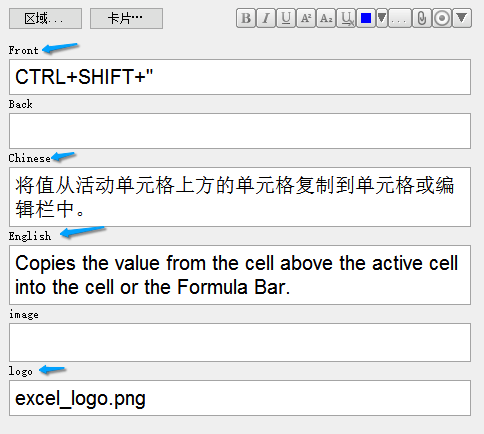 区域... 卡片...
B I U A² A₂ U ...
Front
CTRL+SHIFT+"
Back
Chinese
将值从活动单元格上方的单元格复制到单元格或编
辑栏中。
English
Copies the value from the cell above the active cell
into the cell or the Formula Bar.
image
logo
excel_logo.png